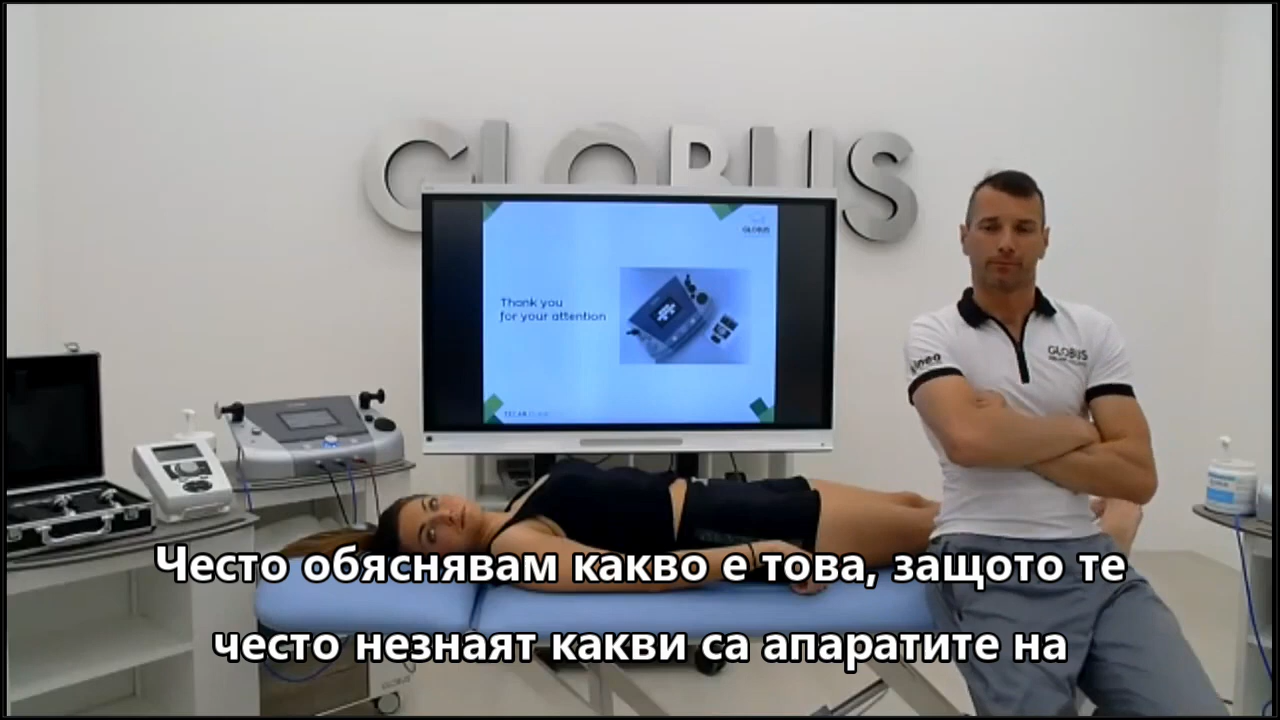 GLOBUS
GLOBUS
Thank you
for your attention
GLOBUS
Често обяснявам какво е това, защото те
често незнаят какви са апаратите на